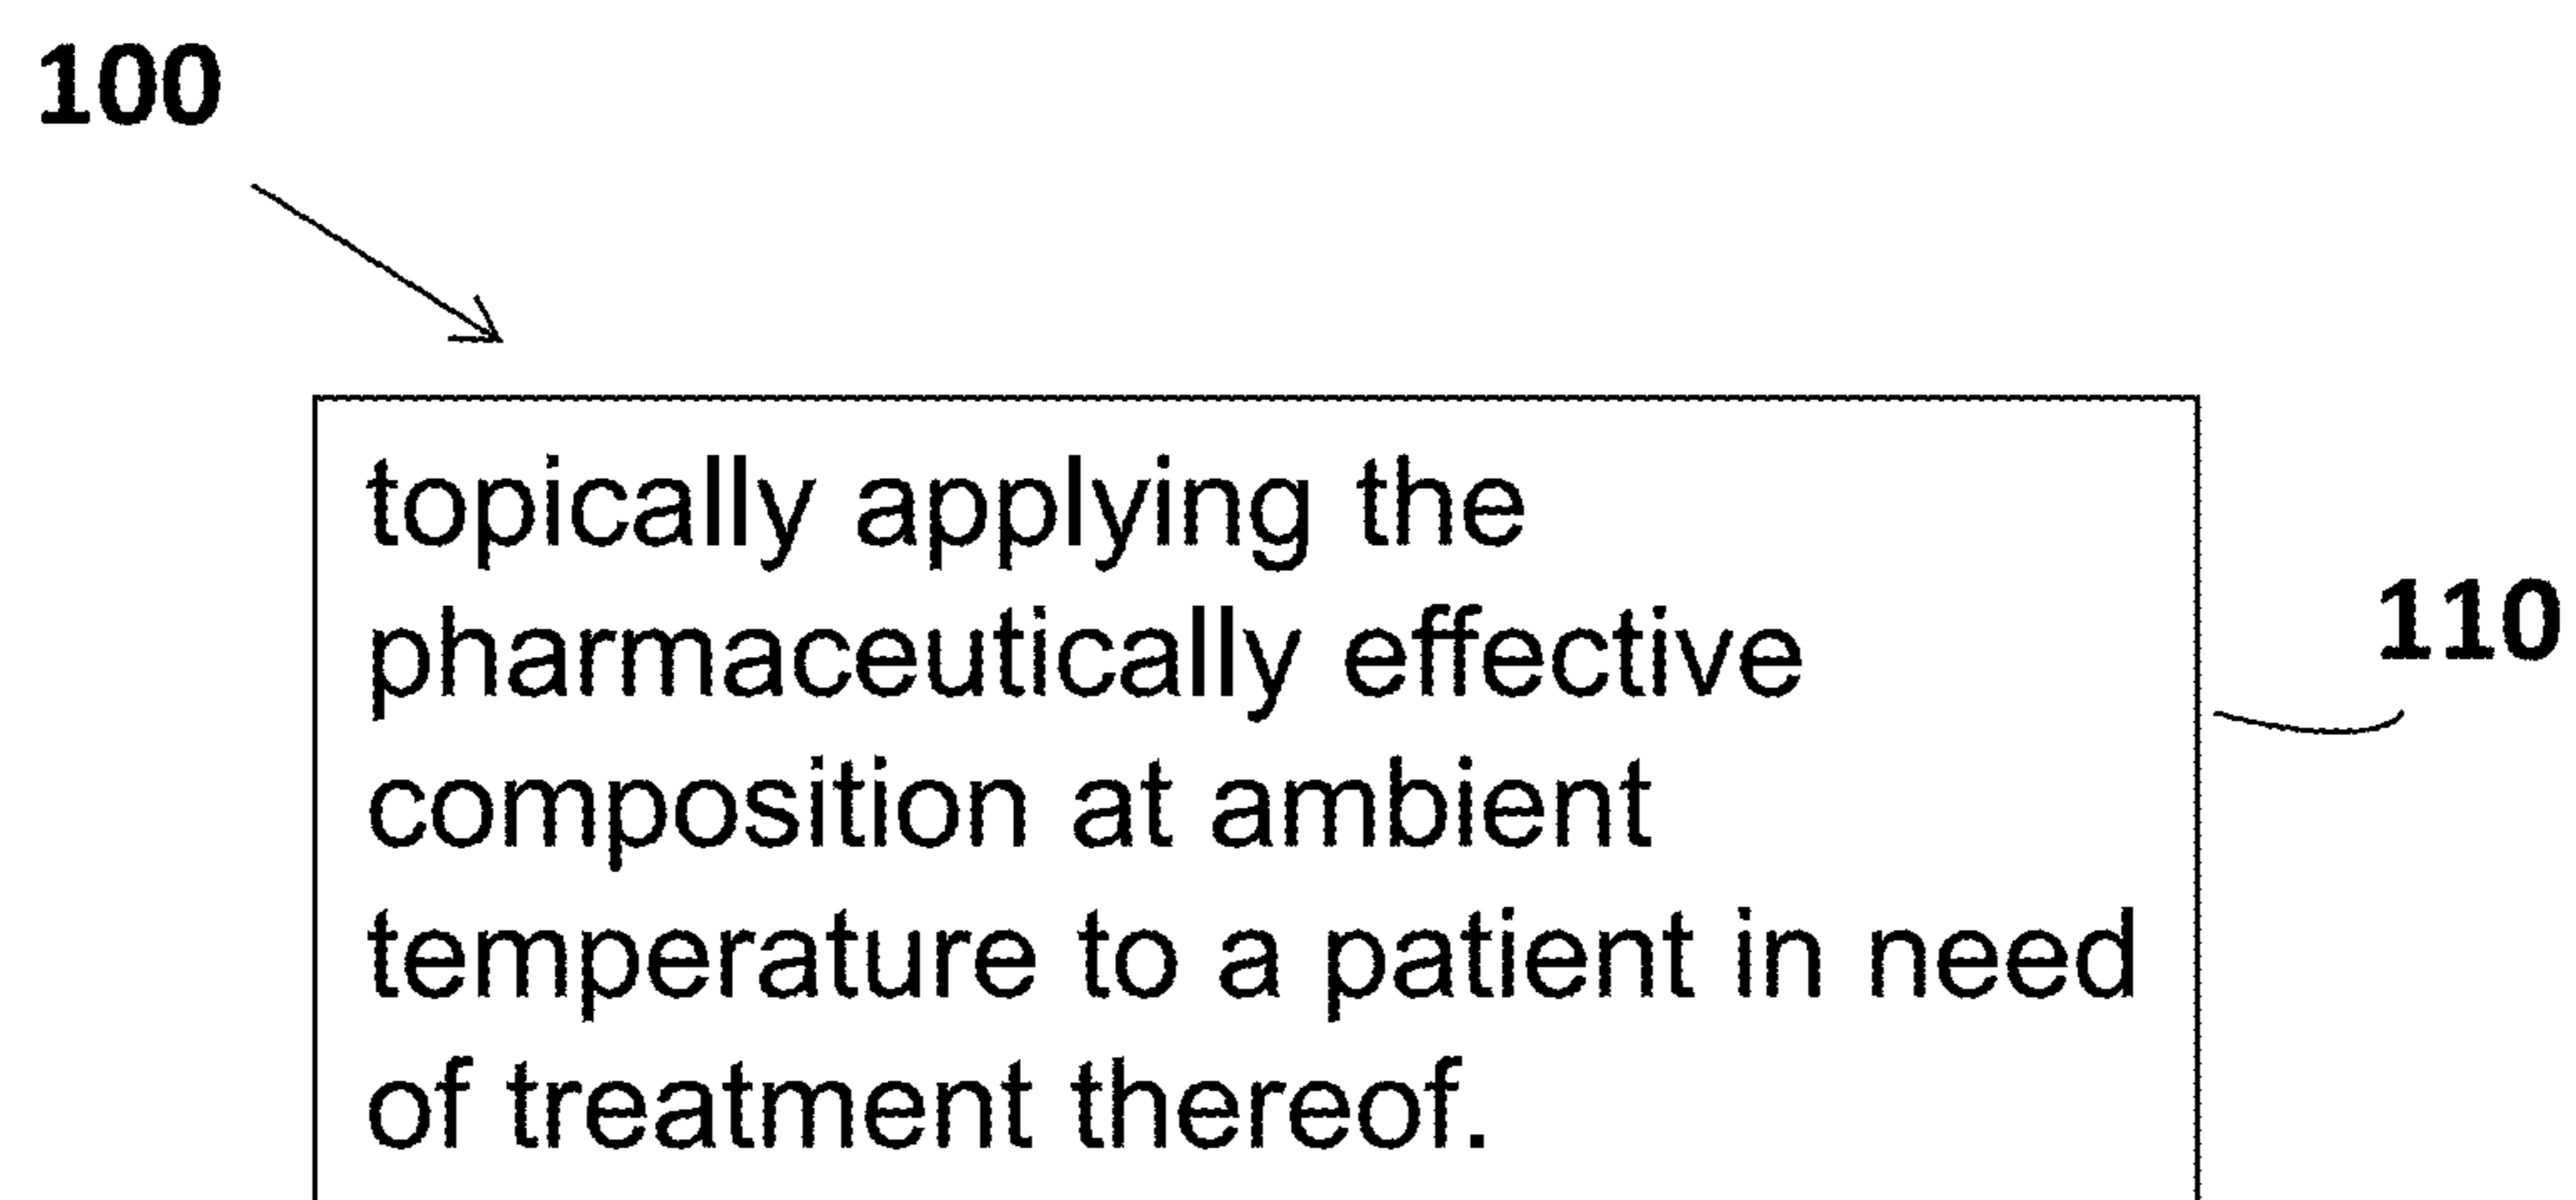 100
topically applying the
pharmaceutically effective
110
composition at ambient
temperature to a patient in need
of treatment thereof.